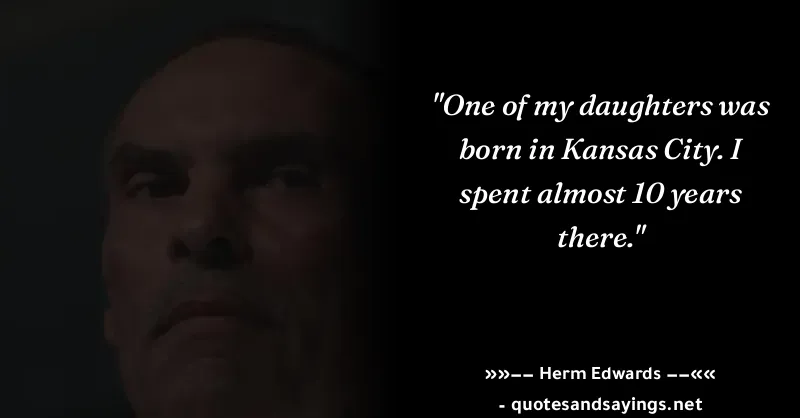 "One of my daughters was
born in Kansas City. I
spent almost 10 years
there."
»»–– Herm Edwards ––««
- quotesandsayings.net